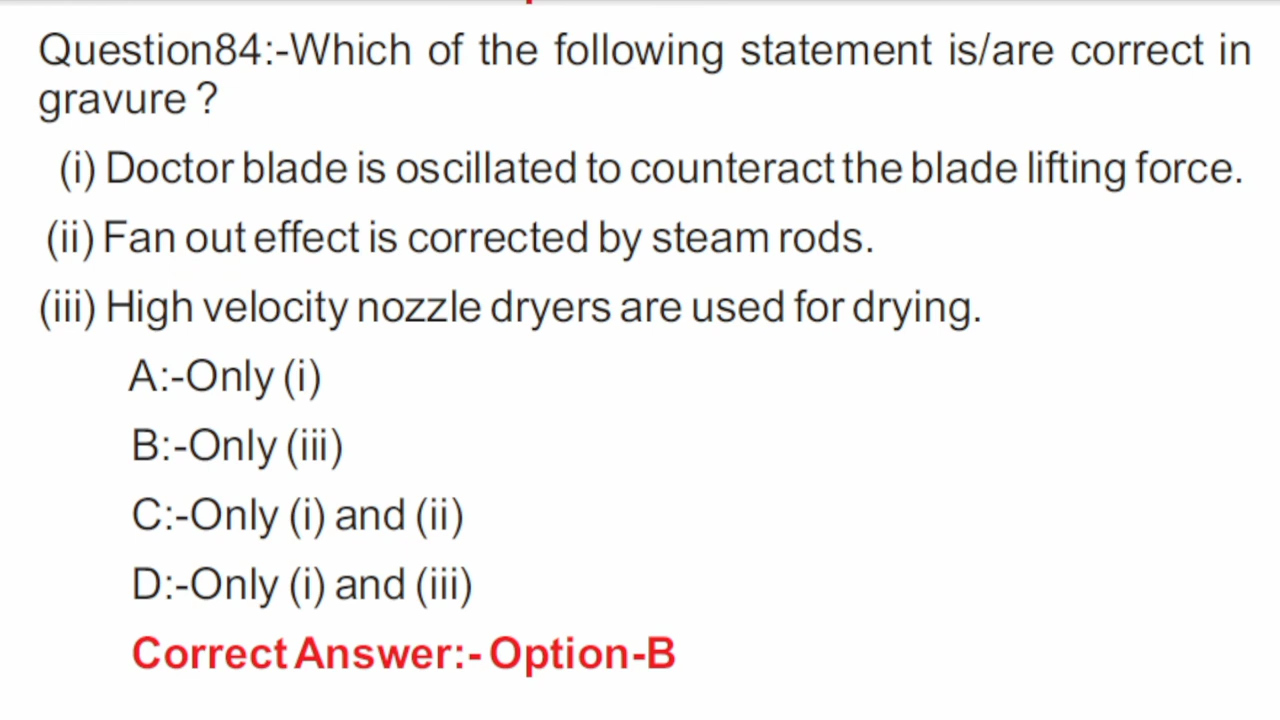 Question84:-Which of the following statement is/are correct in
gravure ?
(i) Doctor blade is oscillated to counteract the blade lifting force.
(ii) Fan out effect is corrected by steam rods.
(iii) High velocity nozzle dryers are used for drying.
A:-Only (i)
B:-Only (iii)
C:-Only (i) and (ii)
D:-Only (i) and (iii)
Correct Answer:- Option-B